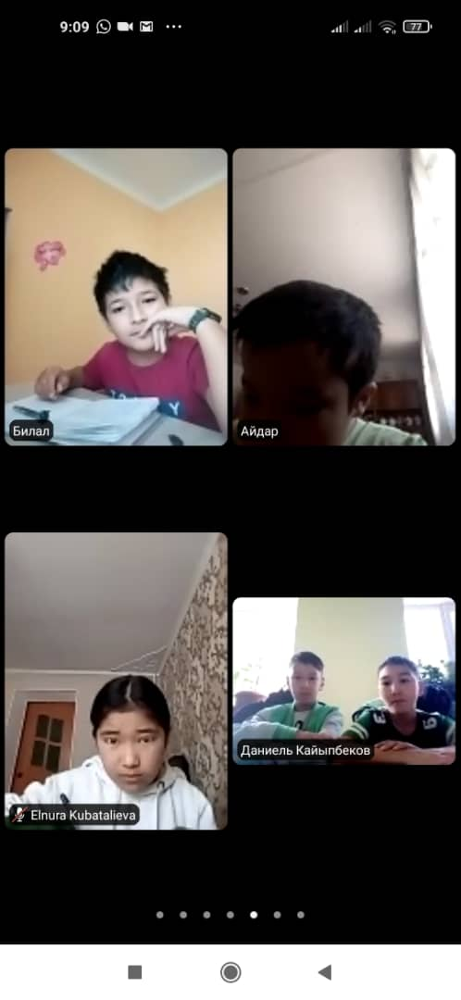 9:09
77
Билал
Айдар
Elnura Kubatalieva
Даниель Кайыпбеков